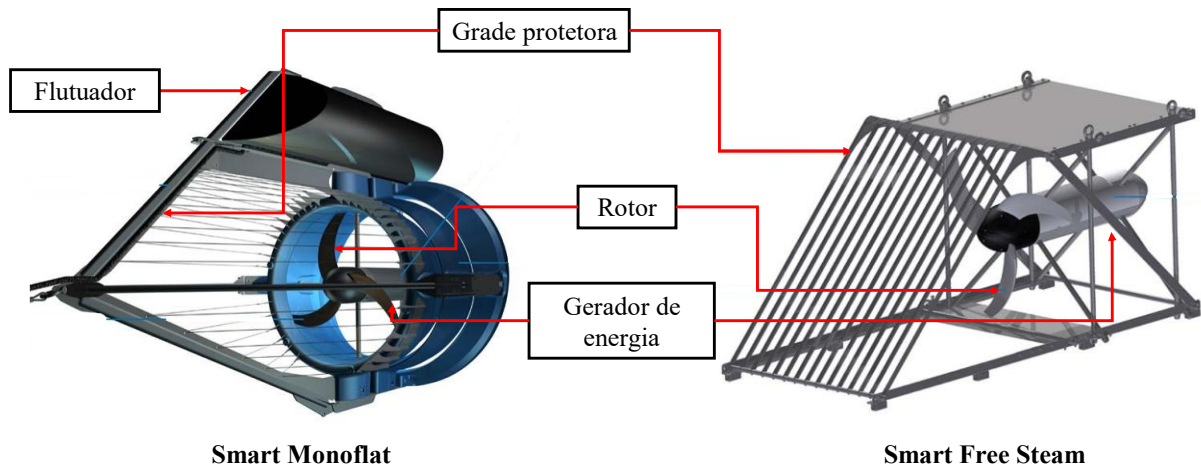 Grade protetora
Flutuador
Rotor
Gerador de
energia
Smart Monoflat
Smart Free Steam